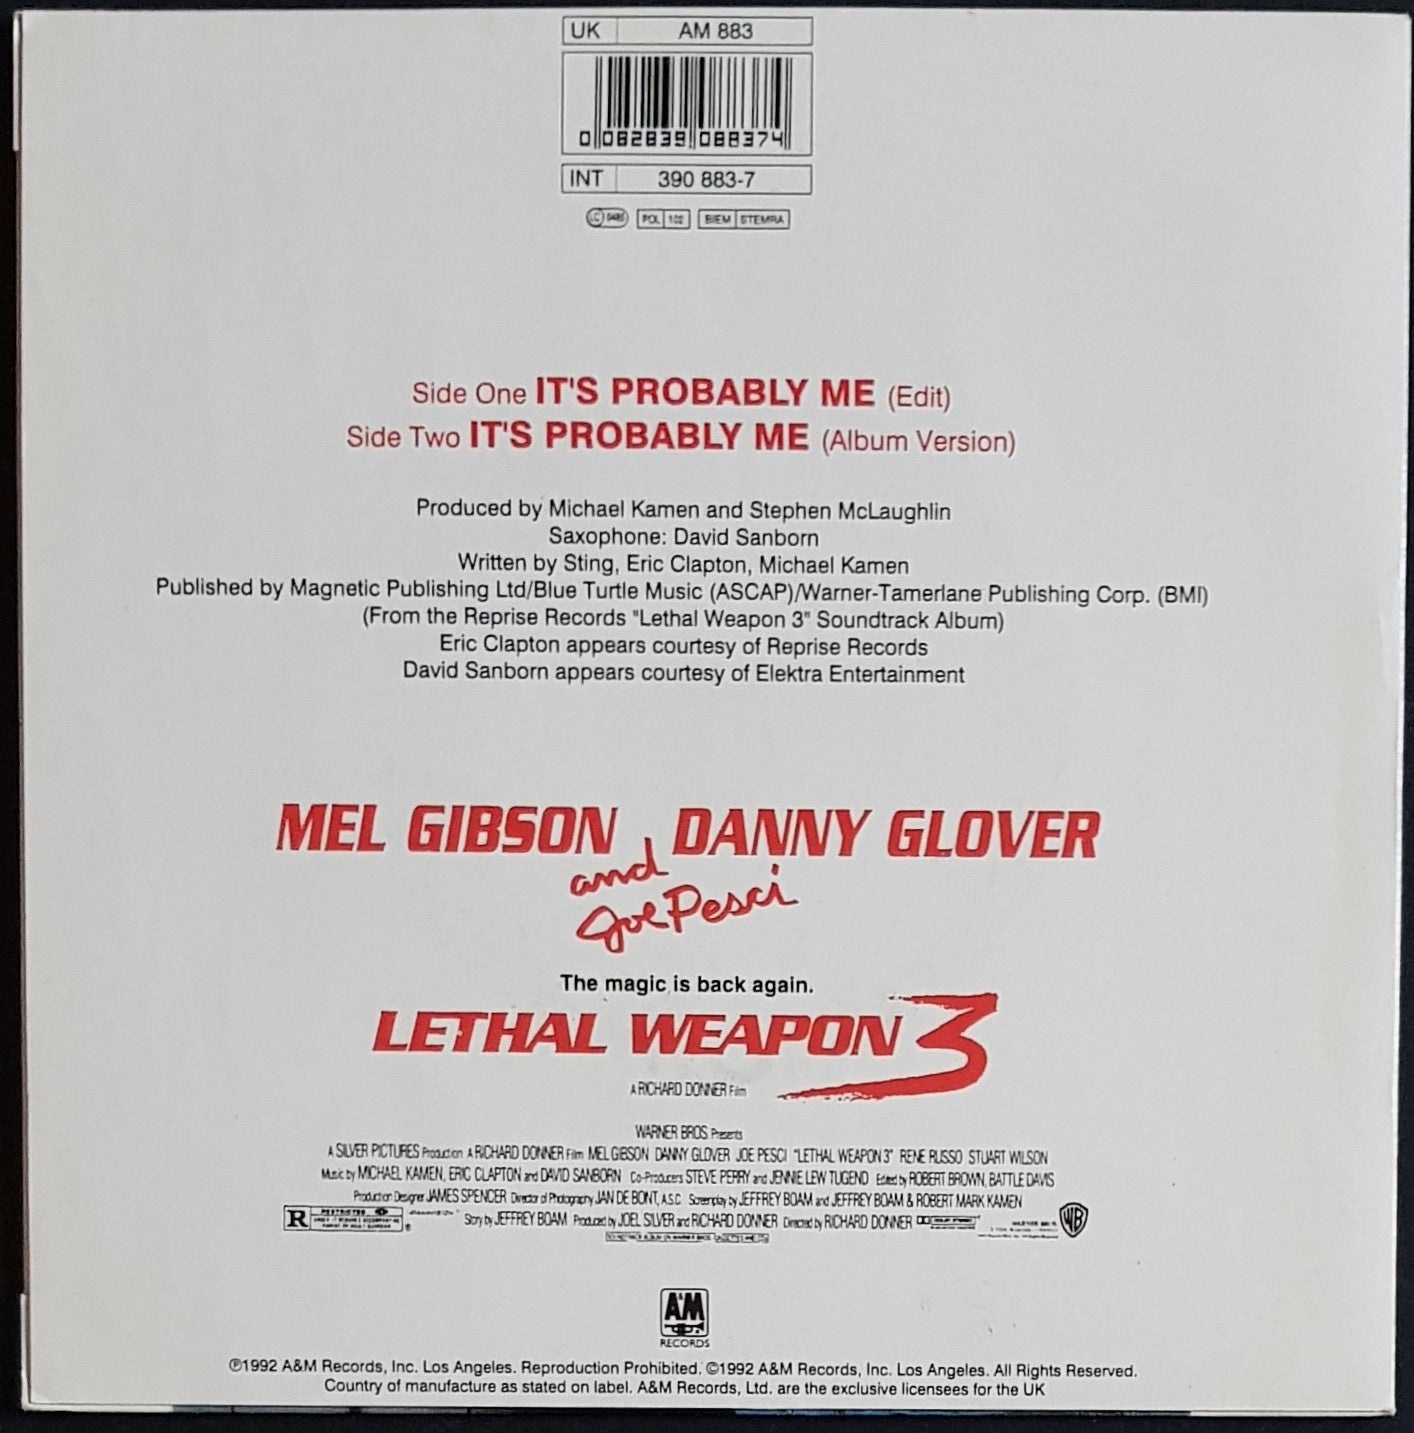 UK AM 883
0 082839 088374
INT 390 883-7
LC POL BIEM STEMRA
Side One IT'S PROBABLY ME (Edit)
Side Two IT'S PROBABLY ME (Album Version)
Produced by Michael Kamen and Stephen McLaughlin
Saxophone: David Sanborn
Written by Sting, Eric Clapton, Michael Kamen
Published by Magnetic Publishing Ltd/Blue Turtle Music (ASCAP)/Warner-Tamerlane Publishing Corp. (BMI)
(From the Reprise Records "Lethal Weapon 3" Soundtrack Album)
Eric Clapton appears courtesy of Reprise Records
David Sanborn appears courtesy of Elektra Entertainment
MEL GIBSON DANNY GLOVER
and
Joe Pesci
The magic is back again.
LETHAL WEAPON 3
A RICHARD DONNER Film
WARNER BROS. Presents
A SILVER PICTURES Production A RICHARD DONNER Film MEL GIBSON DANNY GLOVER JOE PESCI "LETHAL WEAPON 3" RENE RUSSO STUART WILSON
Music by MICHAEL KAMEN, ERIC CLAPTON and DAVID SANBORN Co-Producers STEVE PERRY and JENNIE LEW TUGEND Edited by ROBERT BROWN, BATTLE DAVIS
Production Designer JAMES SPENCER Director of Photography JAN DE BONT, A.S.C. Screenplay by JEFFREY BOAM and JEFFREY BOAM & ROBERT MARK KAMEN
R RESTRICTED Story by JEFFREY BOAM Produced by JOEL SILVER and RICHARD DONNER Directed by RICHARD DONNER WB
A&M
RECORDS
℗1992 A&M Records, Inc. Los Angeles. Reproduction Prohibited. ©1992 A&M Records, Inc. Los Angeles. All Rights Reserved.
Country of manufacture as stated on label. A&M Records, Ltd. are the exclusive licensees for the UK